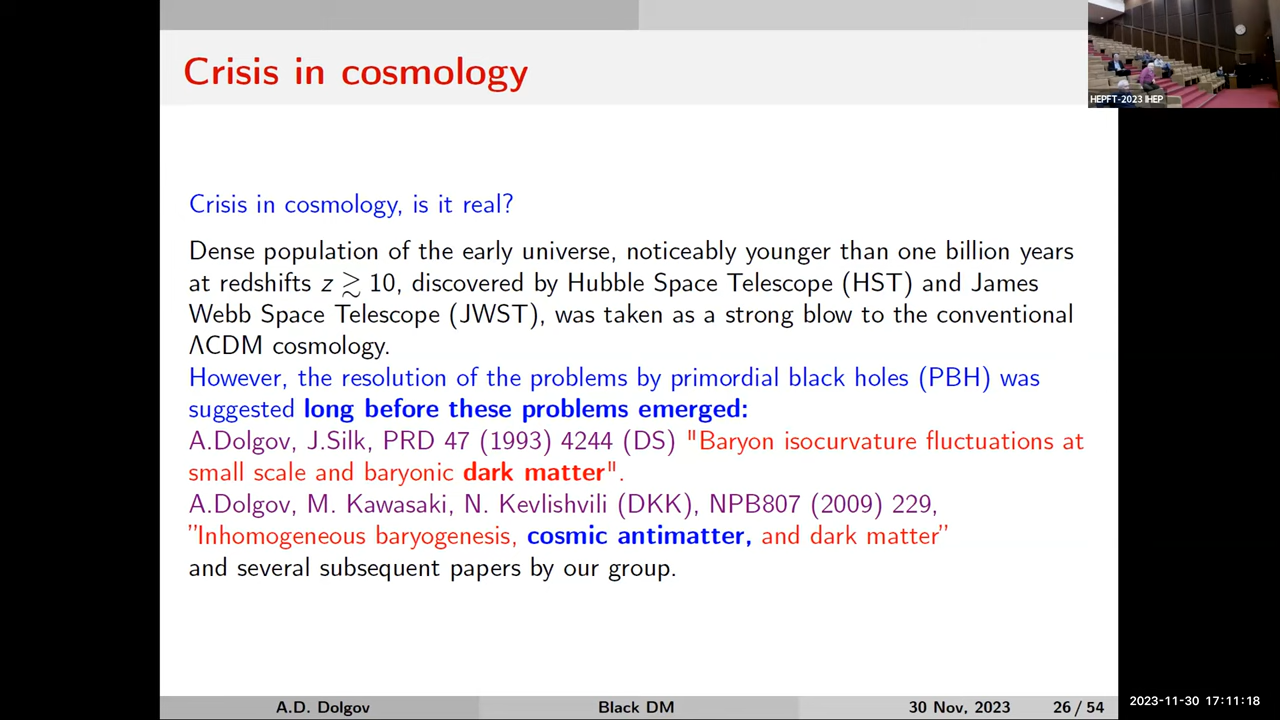 Crisis in cosmology
HEPFT-2023 IHEP
Crisis in cosmology, is it real?
Dense population of the early universe, noticeably younger than one billion years
at redshifts z ≳ 10, discovered by Hubble Space Telescope (HST) and James
Webb Space Telescope (JWST), was taken as a strong blow to the conventional
ΛCDM cosmology.
However, the resolution of the problems by primordial black holes (PBH) was
suggested long before these problems emerged:
A.Dolgov, J.Silk, PRD 47 (1993) 4244 (DS) "Baryon isocurvature fluctuations at
small scale and baryonic dark matter".
A.Dolgov, M. Kawasaki, N. Kevlishvili (DKK), NPB807 (2009) 229,
"Inhomogeneous baryogenesis, cosmic antimatter, and dark matter"
and several subsequent papers by our group.
A.D. Dolgov Black DM 30 Nov, 2023 26 / 54
2023-11-30 17:11:18